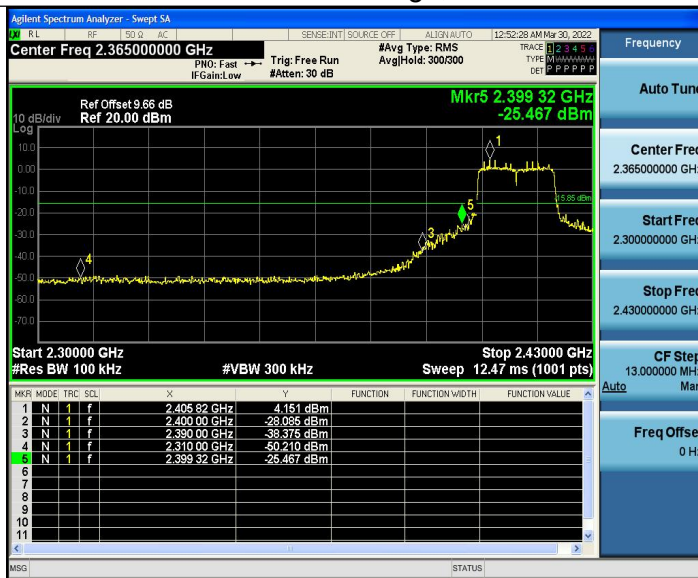 Agilent Spectrum Analyzer - Swept SA
LXI RL RF 50 Ω AC SENSE:INT SOURCE OFF ALIGN AUTO 12:52:28 AM Mar 30, 2022
Center Freq 2.365000000 GHz
PNO: Fast
IFGain:Low
Trig: Free Run
#Atten: 30 dB
#Avg Type: RMS
Avg|Hold: 300/300
TRACE 1 2 3 4 5 6
TYPE M
DET P P P P P P
Frequency
Mkr5 2.399 32 GHz
-25.467 dBm
Ref Offset 9.66 dB
10 dB/div Ref 20.00 dBm
Log
10.0
0.00
-10.0
-20.0
-30.0
-40.0
-50.0
-60.0
-70.0
1
5
3
4
Start 2.30000 GHz Stop 2.43000 GHz
#Res BW 100 kHz #VBW 300 kHz Sweep 12.47 ms (1001 pts)
MKR MODE TRC SCL X Y FUNCTION FUNCTION WIDTH FUNCTION VALUE
1 N 1 f 2.405 82 GHz 4.151 dBm
2 N 1 f 2.400 00 GHz -28.085 dBm
3 N 1 f 2.390 00 GHz -38.375 dBm
4 N 1 f 2.310 00 GHz -50.210 dBm
5 N 1 f 2.399 32 GHz -25.467 dBm
6
7
8
9
10
11
MSG STATUS
Auto Tune
Center Freq
2.365000000 GHz
Start Freq
2.300000000 GHz
Stop Freq
2.430000000 GHz
CF Step
13.000000 MHz
Auto Man
Freq Offset
0 Hz